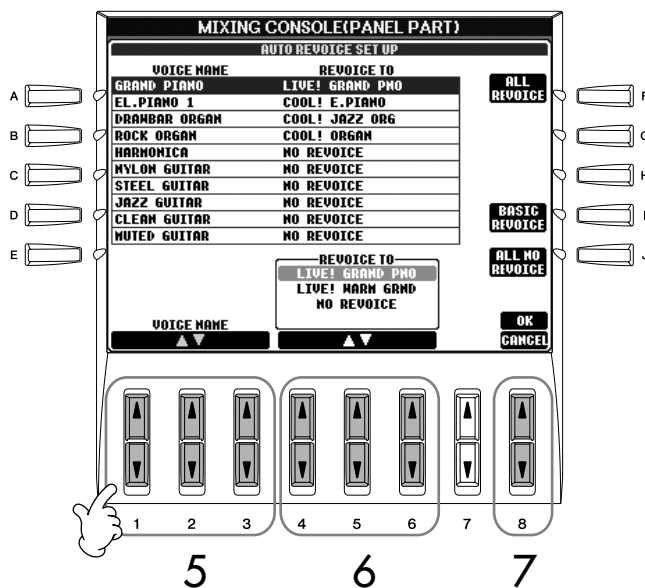 MIXING CONSOLE(PANEL PART)
AUTO REVOICE SET UP
VOICE NAME REVOICE TO
GRAND PIANO LIVE! GRAND PNO
EL.PIANO 1 COOL! E.PIANO
DRAWBAR ORGAN COOL! JAZZ ORG
ROCK ORGAN COOL! ORGAN
HARMONICA NO REVOICE
NYLON GUITAR NO REVOICE
STEEL GUITAR NO REVOICE
JAZZ GUITAR NO REVOICE
CLEAN GUITAR NO REVOICE
MUTED GUITAR NO REVOICE
ALL REVOICE
BASIC REVOICE
ALL NO REVOICE
REVOICE TO
LIVE! GRAND PNO
LIVE! WARM GRND
NO REVOICE
VOICE NAME
OK
CANCEL
A
B
C
D
E
1 2 3 4 5 6 7 8
5 6 7